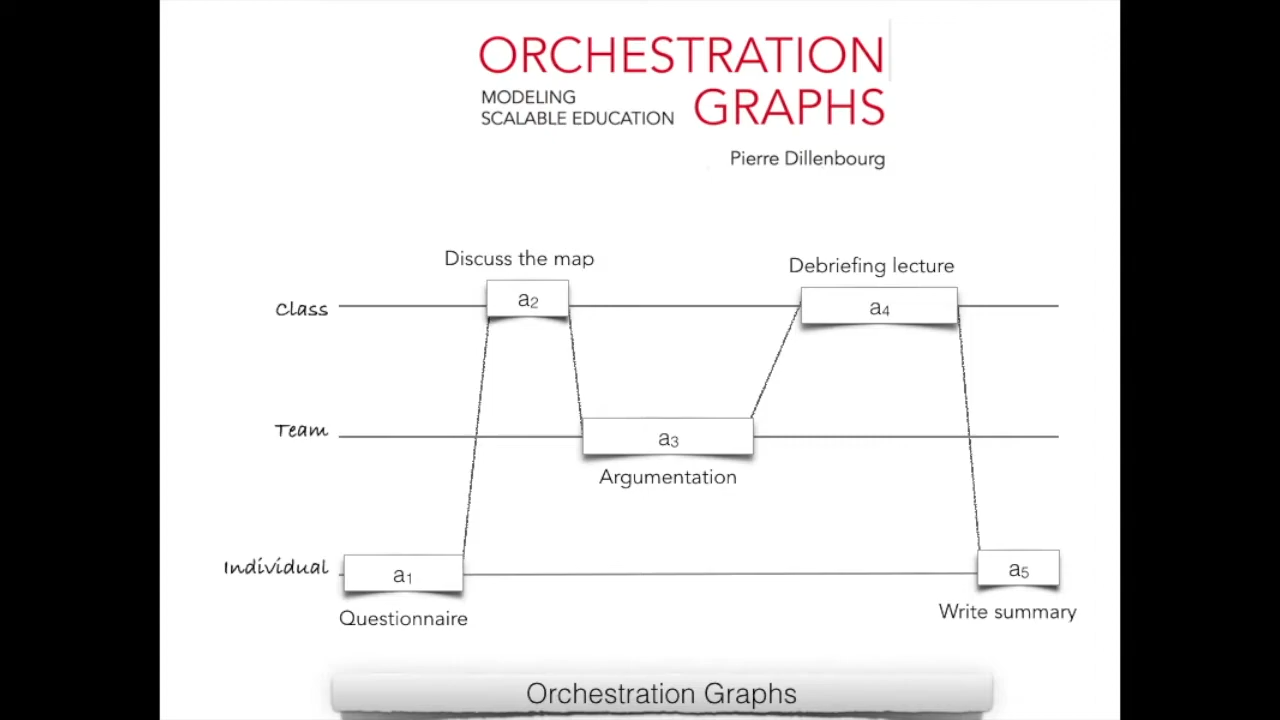 ORCHESTRATION
MODELING
SCALABLE EDUCATION
GRAPHS
Pierre Dillenbourg
Discuss the map
Debriefing lecture
Class
a2
a4
Team
a3
Argumentation
Individual
a1
a5
Questionnaire
Write summary
Orchestration Graphs